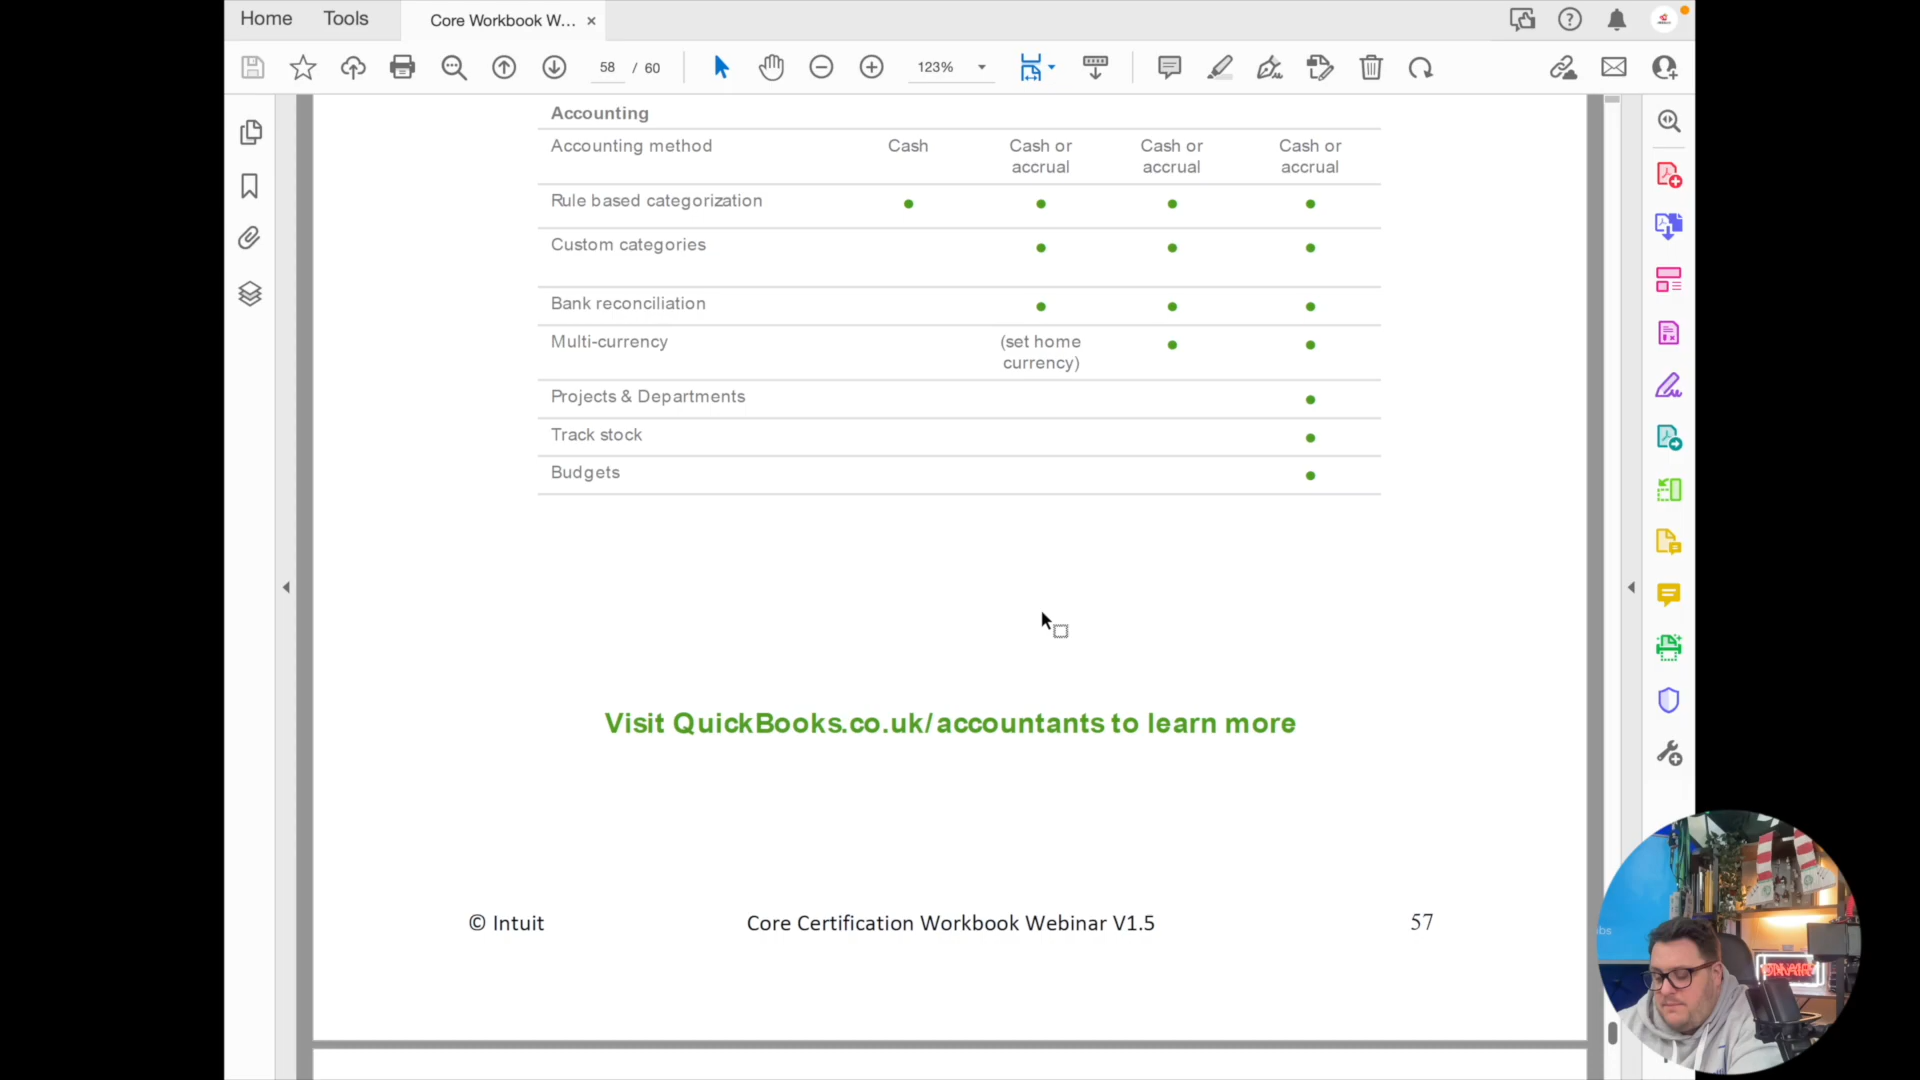 Home Tools Core Workbook W... ×
58 / 60 123%
Accounting
Accounting method Cash Cash or accrual Cash or accrual Cash or accrual
Rule based categorization
Custom categories
Bank reconciliation
Multi-currency (set home currency)
Projects & Departments
Track stock
Budgets
Visit QuickBooks.co.uk/accountants to learn more
© Intuit Core Certification Workbook Webinar V1.5 57